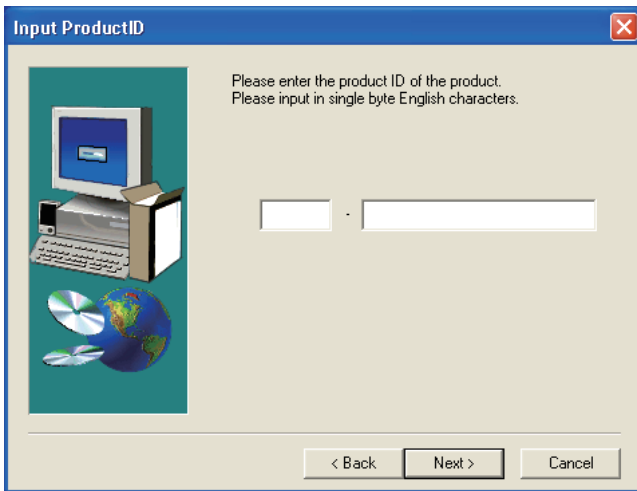 Input ProductID
Please enter the product ID of the product.
Please input in single byte English characters.
-
< Back Next > Cancel